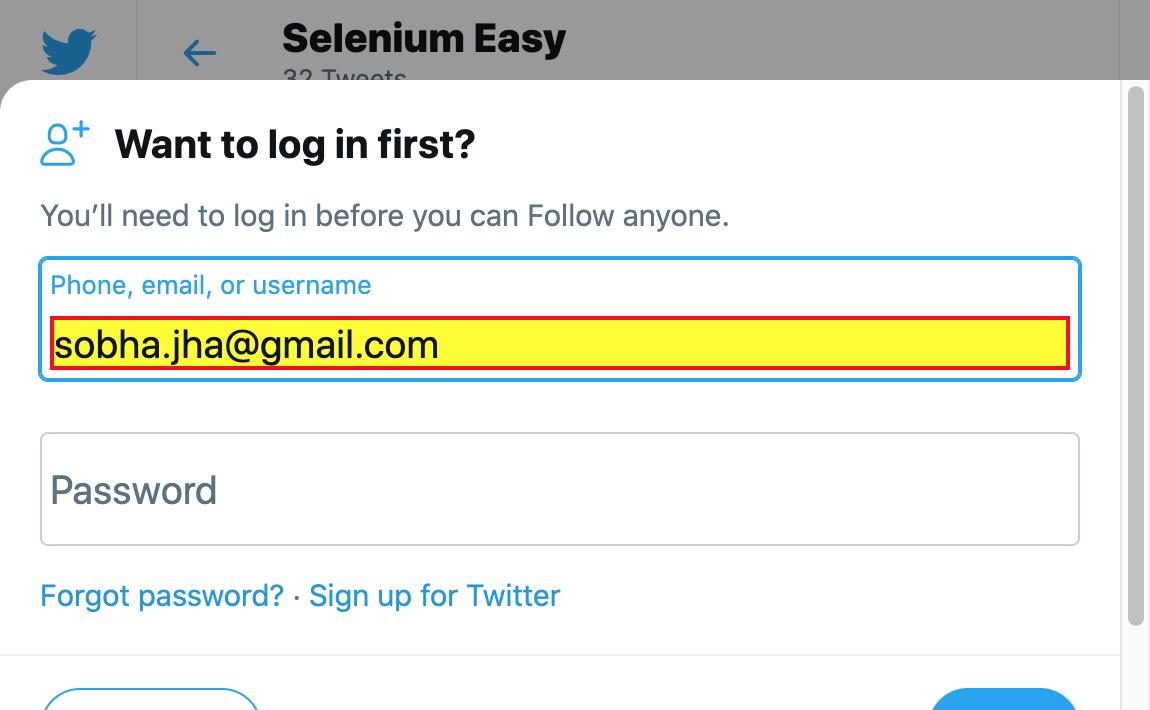 Selenium Easy
32 Tweets
Want to log in first?
You’ll need to log in before you can Follow anyone.
Phone, email, or username
sobha.jha@gmail.com
Password
Forgot password? · Sign up for Twitter